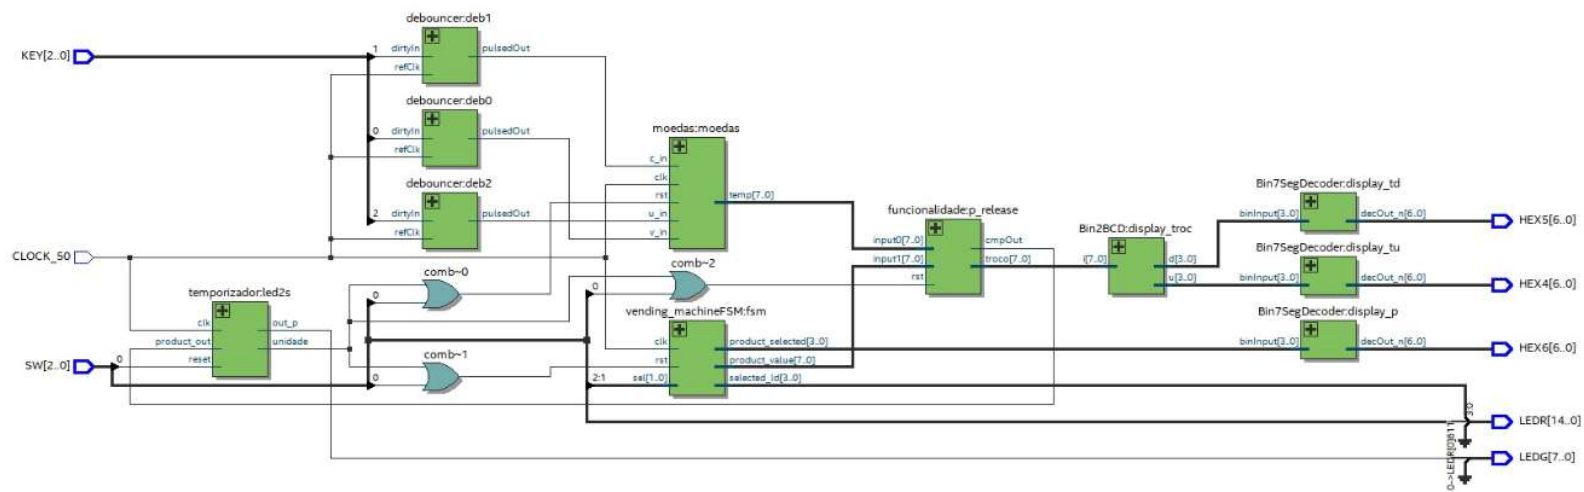 debouncer:deb1
KEY[2..0]
1
dirtyIn
pulsedOut
refClk
debouncer:deb0
0
dirtyIn
pulsedOut
refClk
debouncer:deb2
2
dirtyIn
pulsedOut
refClk
moedas:moedas
c_in
clk
rst
temp[7..0]
u_in
v_in
CLOCK_50
temporizador:led2s
clk
out_p
product_out
unidade
reset
SW[2..0]
0
comb~0
0
comb~1
0
comb~2
0
vending_machineFSM:fsm
clk
product_selected[3..0]
rst
product_value[7..0]
2:1
sel[1..0]
selected_ld[3..0]
funcionalidade:p_release
input0[7..0]
cmpOut
input1[7..0]
troco[7..0]
rst
Bin2BCD:display_troc
i[7..0]
d[3..0]
u[3..0]
Bin7SegDecoder:display_td
binInput[3..0]
decOut_n[6..0]
HEX5[6..0]
Bin7SegDecoder:display_tu
binInput[3..0]
decOut_n[6..0]
HEX4[6..0]
Bin7SegDecoder:display_p
binInput[3..0]
decOut_n[6..0]
HEX6[6..0]
3:0
LEDR[14..0]
LEDG[7..0]